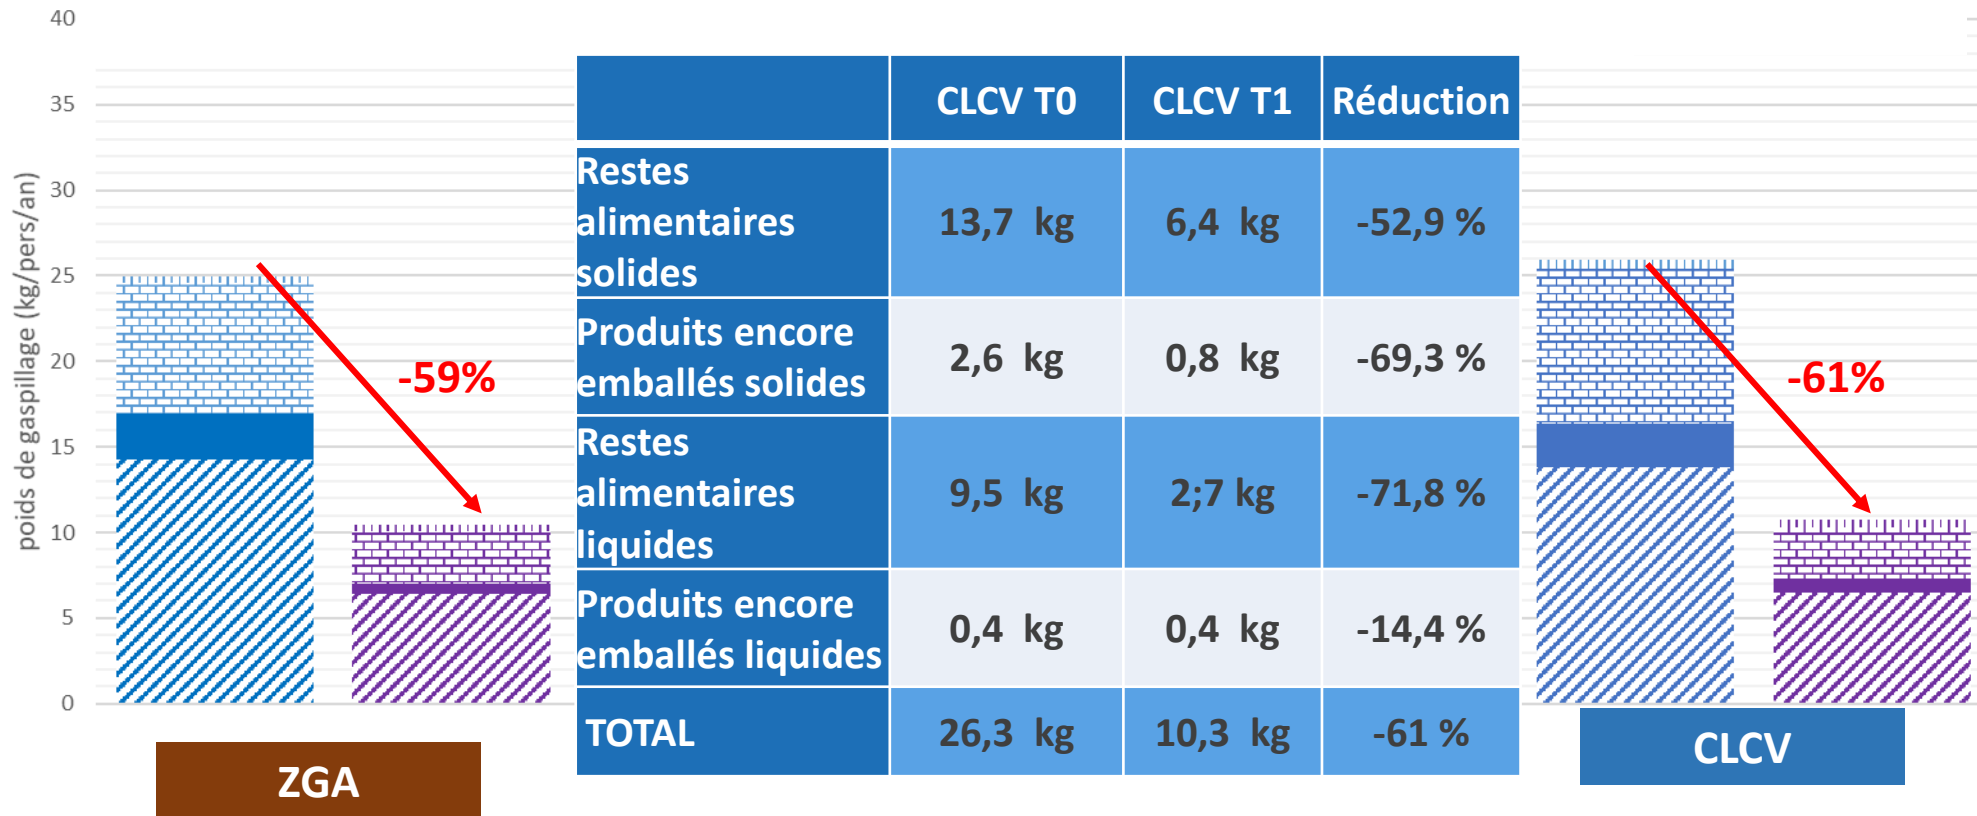 poids de gaspillage (kg/pers/an)
40
35
30
25
20
15
10
5
0
-59%
ZGA
CLCV T0 CLCV T1 Réduction
Restes
alimentaires
solides
13,7 kg 6,4 kg -52,9 %
Produits encore
emballés solides
2,6 kg 0,8 kg -69,3 %
Restes
alimentaires
liquides
9,5 kg 2;7 kg -71,8 %
Produits encore
emballés liquides
0,4 kg 0,4 kg -14,4 %
TOTAL 26,3 kg 10,3 kg -61 %
-61%
CLCV